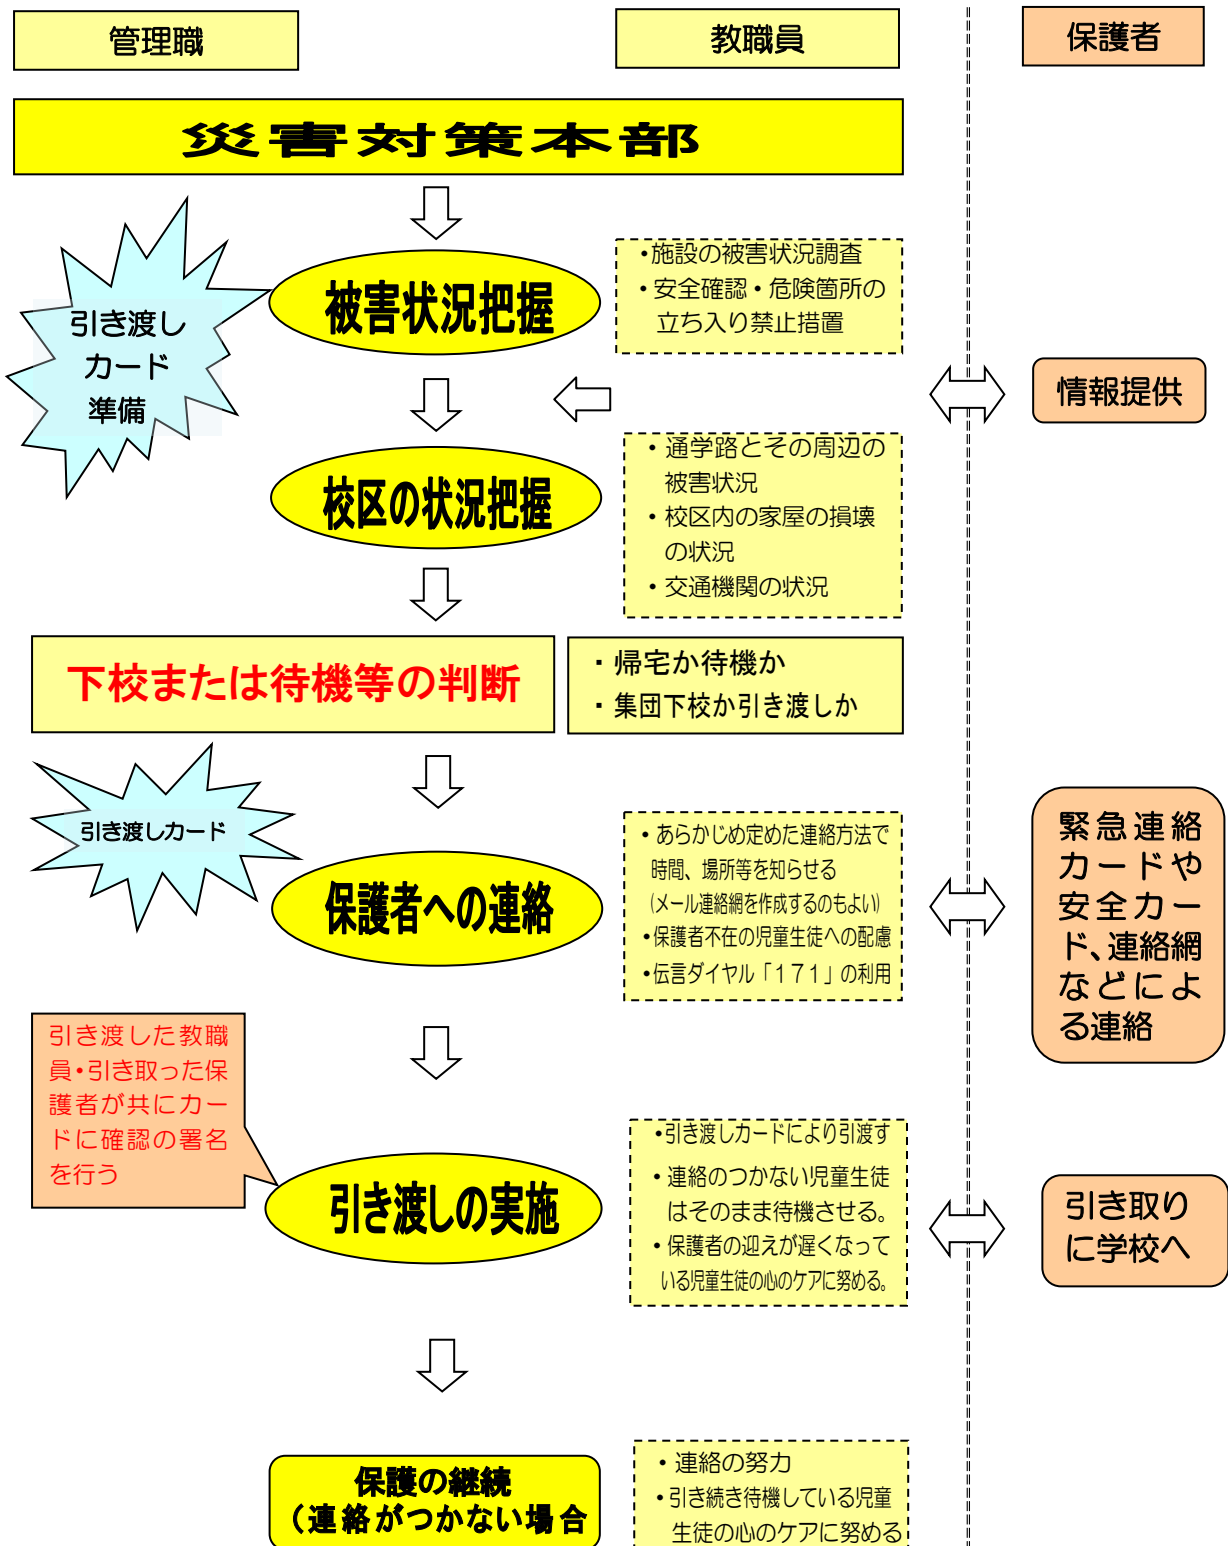 管理職
教職員
保護者
災害対策本部
引き渡し
カード
準備
被害状況把握
・施設の被害状況調査
・安全確認・危険箇所の
立ち入り禁止措置
情報提供
校区の状況把握
・通学路とその周辺の
被害状況
・校区内の家屋の損壊
の状況
・交通機関の状況
下校または待機等の判断
・帰宅か待機か
・集団下校か引き渡しか
引き渡しカード
保護者への連絡
・あらかじめ定めた連絡方法で
時間、場所等を知らせる
(メール連絡網を作成するのもよい)
・保護者不在の児童生徒への配慮
・伝言ダイヤル「171」の利用
緊急連絡
カードや
安全カー
ド、連絡網
などによ
る連絡
引き渡した教職
員・引き取った保
護者が共にカー
ドに確認の署名
を行う
引き渡しの実施
・引き渡しカードにより引渡す
・連絡のつかない児童生徒
はそのまま待機させる。
・保護者の迎えが遅くなって
いる児童生徒の心のケアに努める。
引き取り
に学校へ
保護の継続
（連絡がつかない場合
・連絡の努力
・引き続き待機している児童
生徒の心のケアに努める